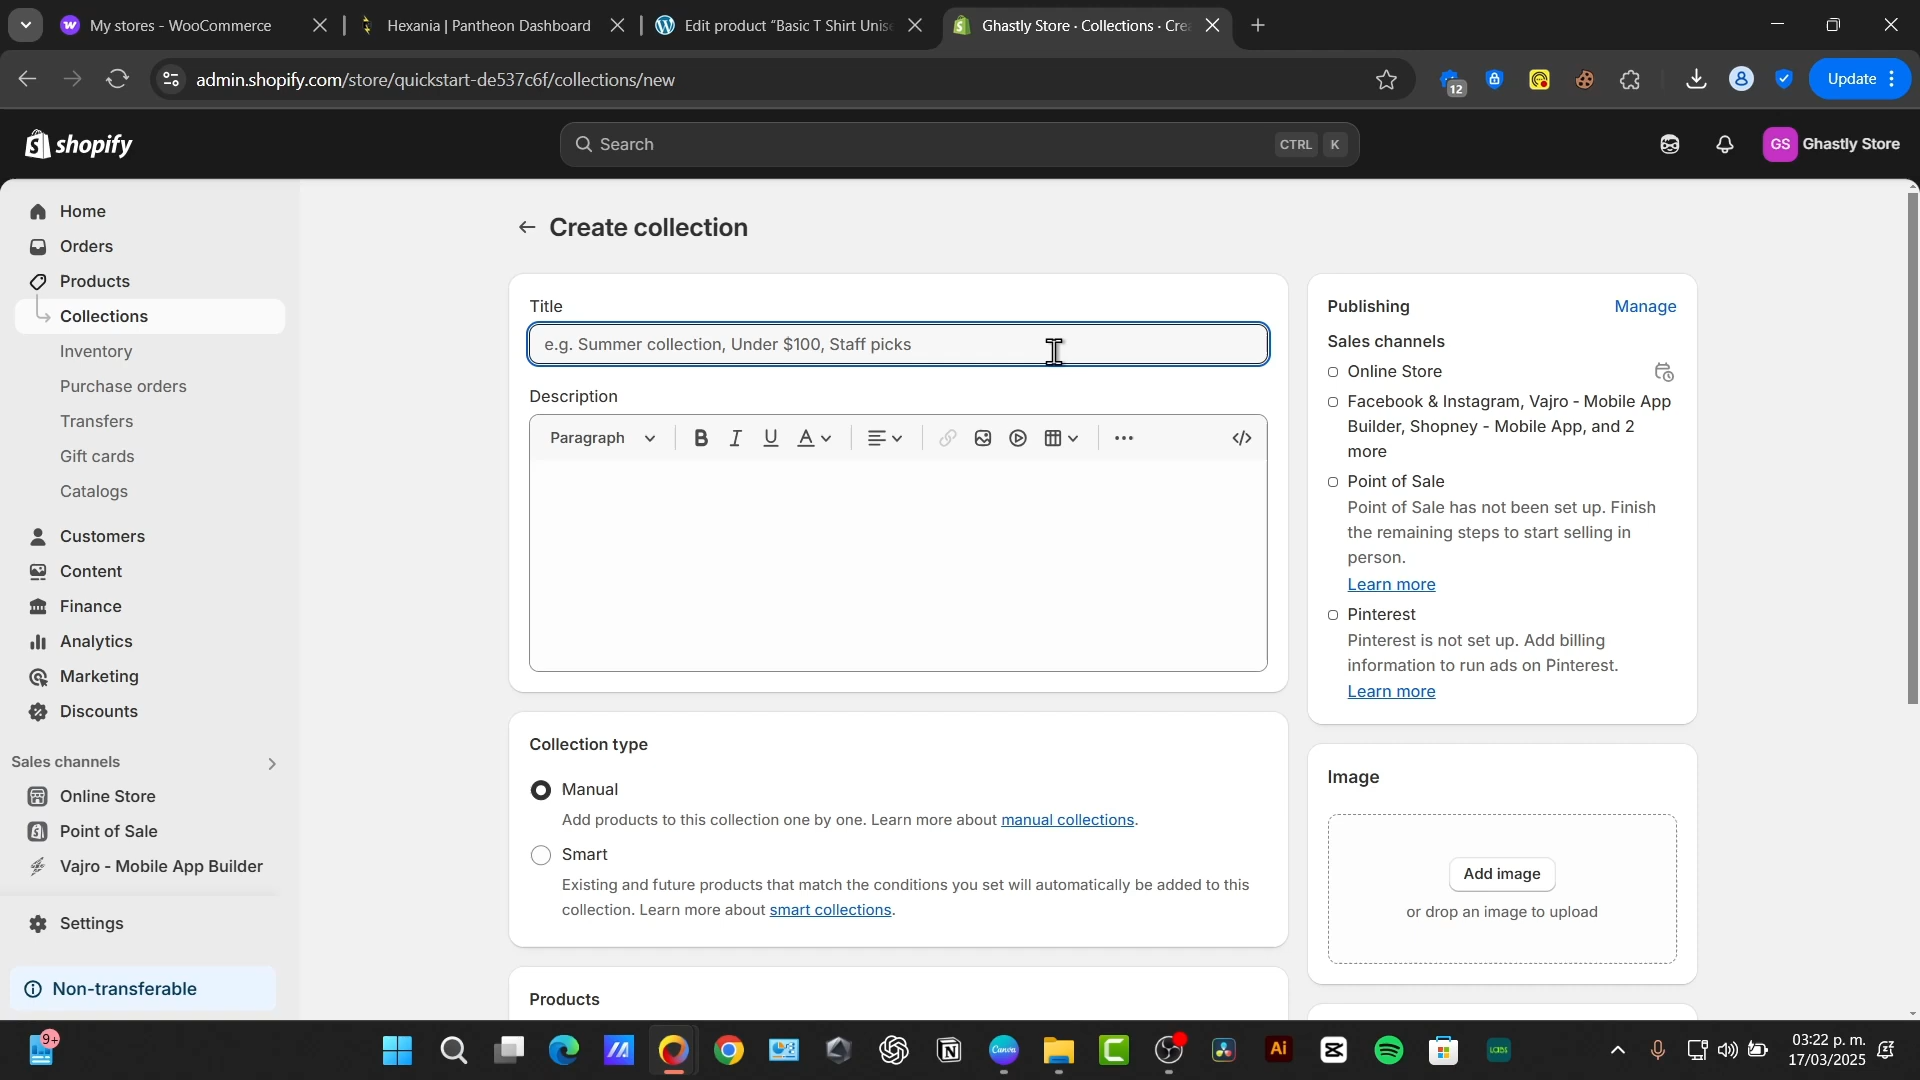 My stores - WooCommerce
Hexania | Pantheon Dashboard
Edit product "Basic T Shirt Unise
Ghastly Store · Collections · Crea
admin.shopify.com/store/quickstart-de537c6f/collections/new
12
Update
shopify
Search
CTRL K
GS Ghastly Store
Home
Orders
Products
Collections
Inventory
Purchase orders
Transfers
Gift cards
Catalogs
Customers
Content
Finance
Analytics
Marketing
Discounts
Sales channels
Online Store
Point of Sale
Vajro - Mobile App Builder
Settings
Non-transferable
Create collection
Title
e.g. Summer collection, Under $100, Staff picks
Description
Paragraph
B I U A
Collection type
Manual
Add products to this collection one by one. Learn more about manual collections.
Smart
Existing and future products that match the conditions you set will automatically be added to this
collection. Learn more about smart collections.
Products
Publishing
Manage
Sales channels
Online Store
Facebook & Instagram, Vajro - Mobile App
Builder, Shopney - Mobile App, and 2
more
Point of Sale
Point of Sale has not been set up. Finish
the remaining steps to start selling in
person.
Learn more
Pinterest
Pinterest is not set up. Add billing
information to run ads on Pinterest.
Learn more
Image
Add image
or drop an image to upload
9+
Canva
Ai
03:22 p. m.
17/03/2025